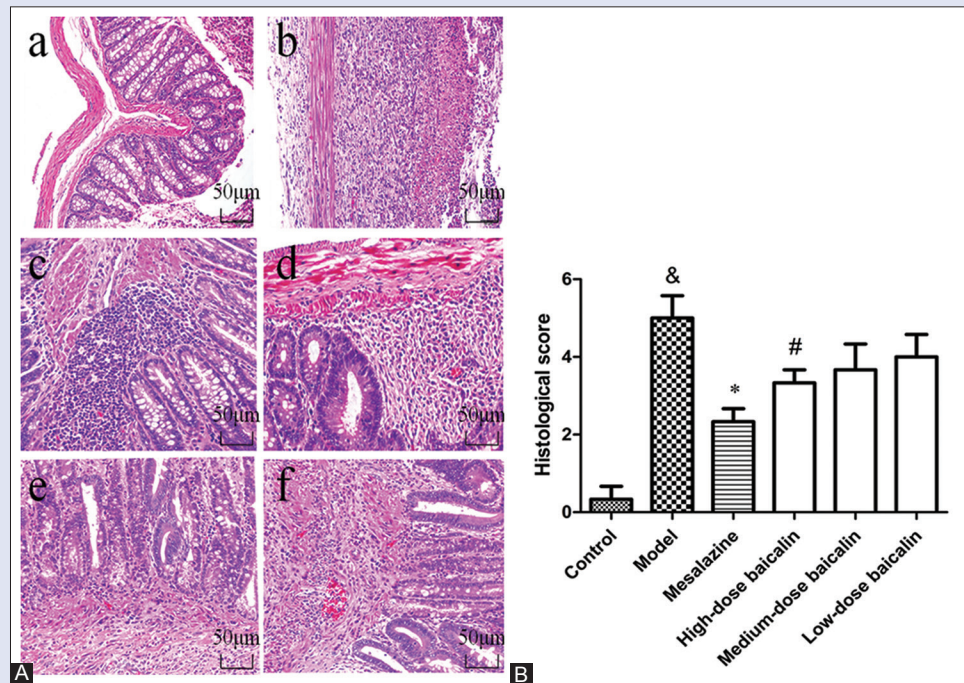 a
50μm
b
50μm
c
50μm
d
50μm
e
50μm
f
50μm
A
Histological score
6
4
2
0
&
*
#
Control
Model
Mesalazine
High-dose baicalin
Medium-dose baicalin
Low-dose baicalin
B